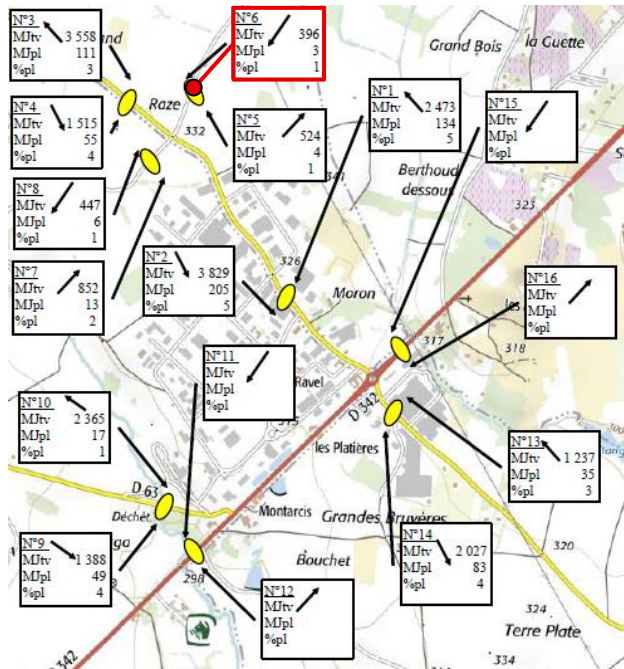 N°3
MJtv 3 558
MJpl 111
%pl 3
N°6
MJtv 396
MJpl 3
%pl 1
Grand Bois
la Guette
N°4
MJtv 1 515
MJpl 55
%pl 4
Raze
332
N°5
MJtv 524
MJpl 4
%pl 1
N°1
MJtv 2 473
MJpl 134
%pl 5
N°15
MJtv
MJpl
%pl
Berthoud
dessous
N°8
MJtv 447
MJpl 6
%pl 1
323
N°7
MJtv 852
MJpl 13
%pl 2
N°2
MJtv 3 829
MJpl 205
%pl 5
326
Moron
N°16
MJtv
MJpl
%pl
317
318
N°11
MJtv
MJpl
%pl
Ravel
D 342
N°10
MJtv 2 365
MJpl 17
%pl 1
les Platières
N°13
MJtv 1 237
MJpl 35
%pl 3
D 63
Déchèt.
Montarcis
Grandes Bruyères
N°9
MJtv 1 388
MJpl 49
%pl 4
298
Bouchet
N°14
MJtv 2 027
MJpl 83
%pl 4
320
N°12
MJtv
MJpl
%pl
324
Terre Plate
D 342
334